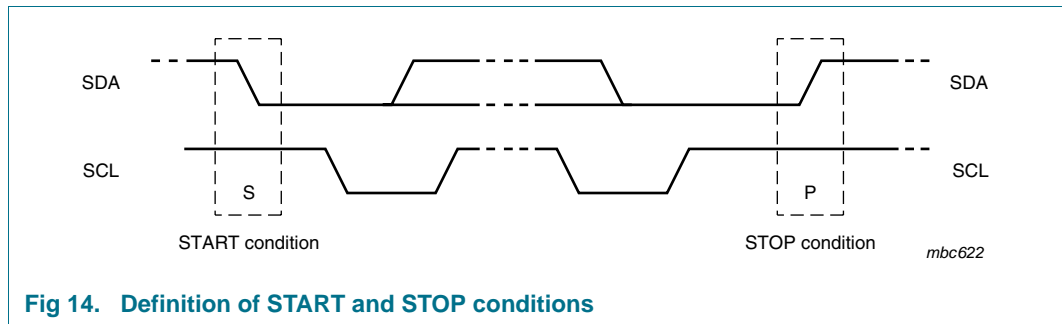 SDA
SDA
SCL
SCL
S
P
START condition
STOP condition
mbc622
Fig 14. Definition of START and STOP conditions